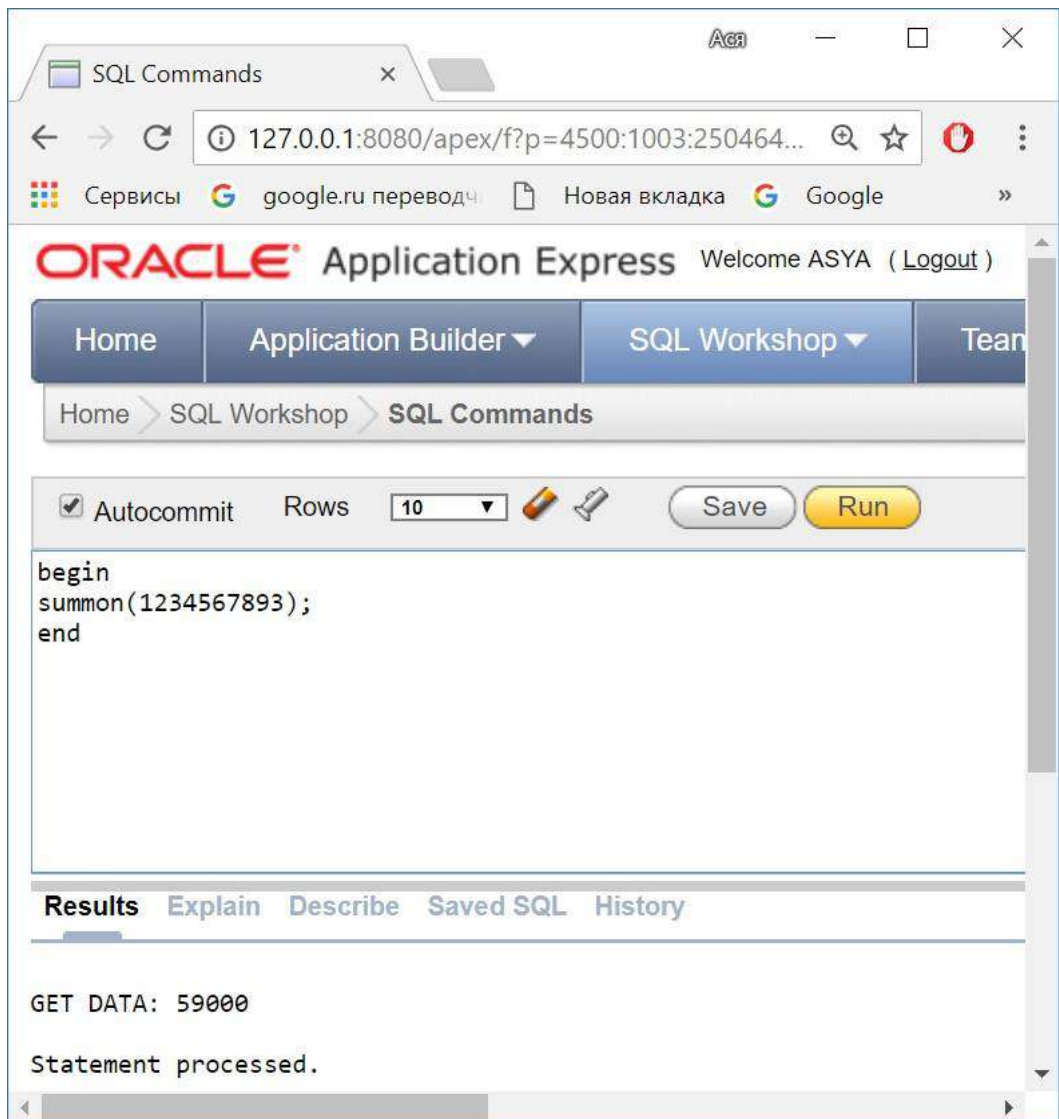 Ася
SQL Commands
127.0.0.1:8080/apex/f?p=4500:1003:250464...
Сервисы google.ru переводч Новая вкладка Google »
ORACLE Application Express Welcome ASYA ( Logout )
Home Application Builder SQL Workshop Team
Home SQL Workshop SQL Commands
Autocommit Rows 10 Save Run
begin
summon(1234567893);
end
Results Explain Describe Saved SQL History
GET DATA: 59000
Statement processed.